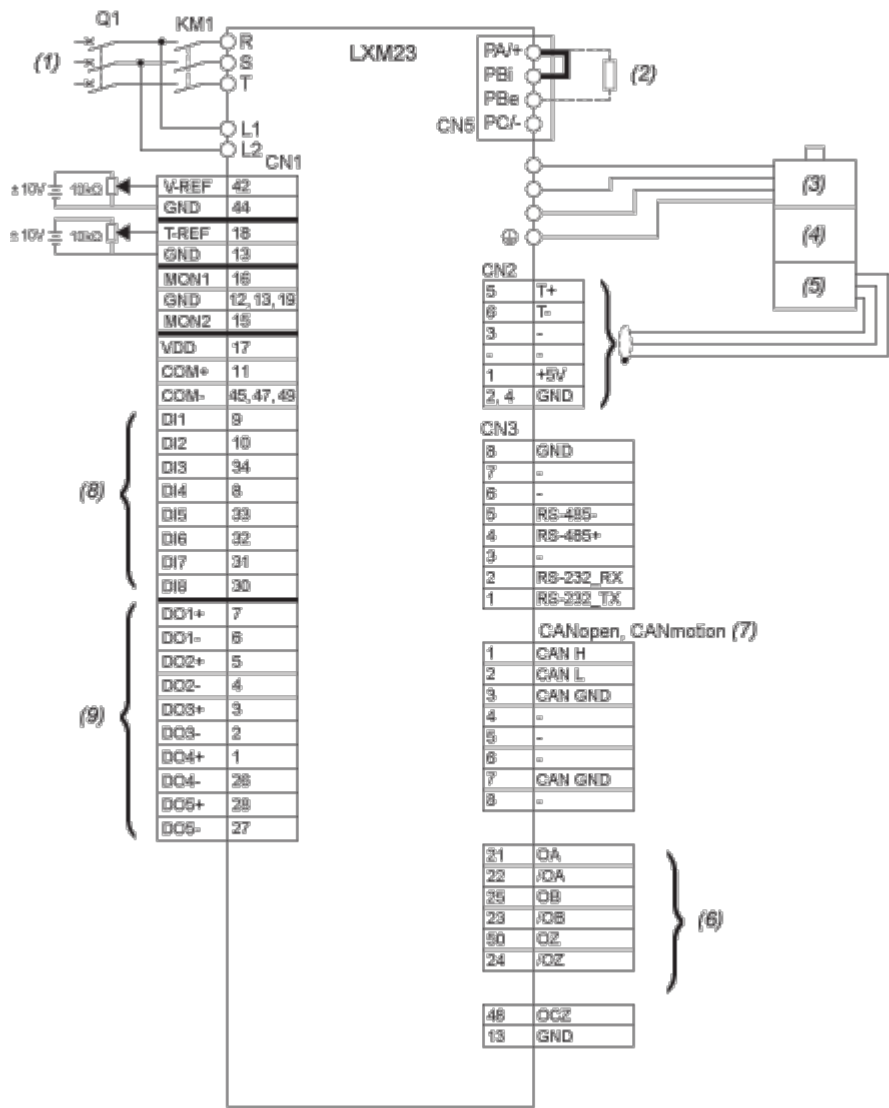 Q1
KM1
(1)
R
S
T
L1
L2
LXM23
PA/+
PBi
PBe
PC/-
CN5
(2)
CN1
±10V 10kΩ V-REF 42
GND 44
±10V 10kΩ T-REF 18
GND 13
MON1 16
GND 12, 13, 19
MON2 15
VDD 17
COM+ 11
COM- 45, 47, 49
(8)
DI1 9
DI2 10
DI3 34
DI4 8
DI5 33
DI6 32
DI7 31
DI8 30
(9)
DO1+ 7
DO1- 6
DO2+ 5
DO2- 4
DO3+ 3
DO3- 2
DO4+ 1
DO4- 26
DO5+ 28
DO5- 27
(3)
(4)
(5)
CN2
5 T+
6 T-
3 -
- -
1 +5V
2, 4 GND
CN3
8 GND
7 -
6 -
5 RS-485-
4 RS-485+
3 -
2 RS-232_RX
1 RS-232_TX
CANopen, CANmotion (7)
1 CAN H
2 CAN L
3 CAN GND
4 -
5 -
6 -
7 CAN GND
8 -
21 OA
22 /OA
25 OB
23 /OB
50 OZ
24 /OZ
(6)
48 OCZ
13 GND